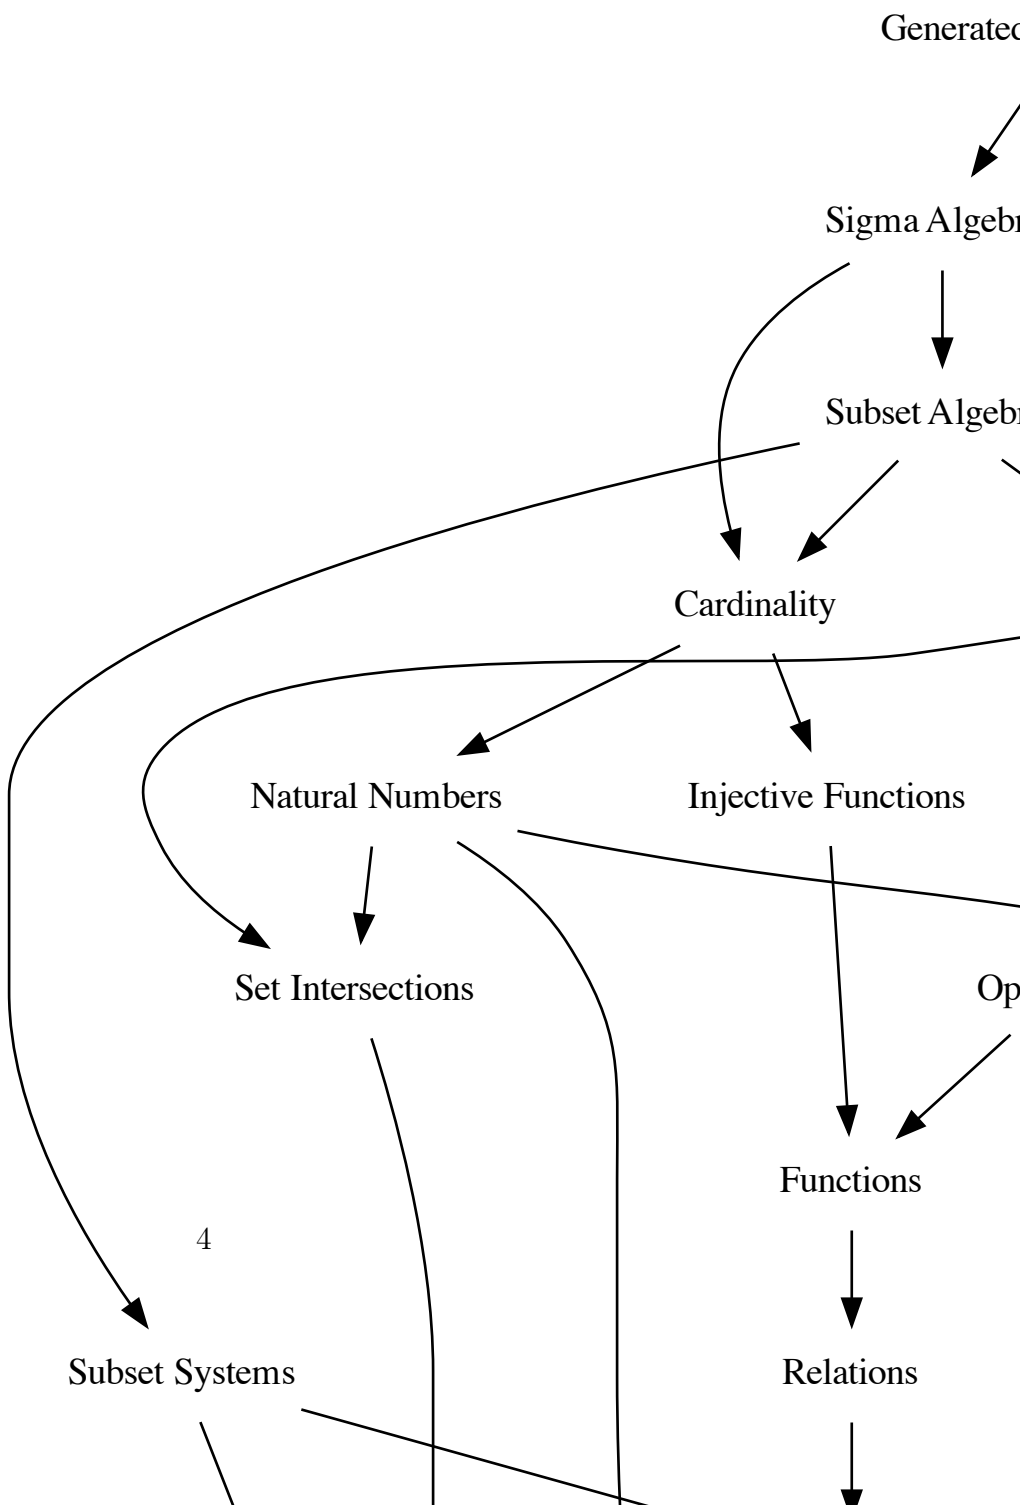 Generated
Sigma Algebr
Subset Algebr
Cardinality
Natural Numbers
Injective Functions
Set Intersections
Op
Functions
4
Subset Systems
Relations